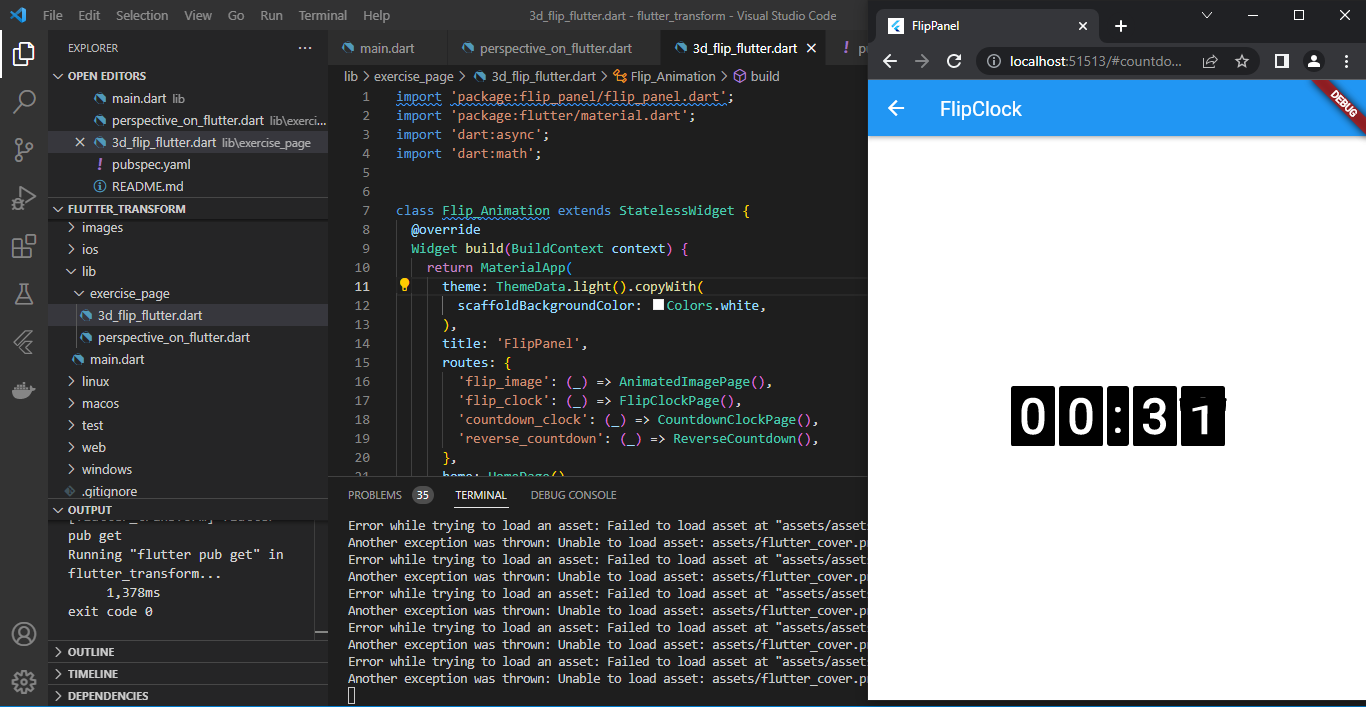 File Edit Selection View Go Run Terminal Help
3d_flip_flutter.dart - flutter_transform - Visual Studio Code
EXPLORER
OPEN EDITORS
main.dart lib
perspective_on_flutter.dart lib\exerci...
3d_flip_flutter.dart lib\exercise_page
pubspec.yaml
README.md
FLUTTER_TRANSFORM
images
ios
lib
exercise_page
3d_flip_flutter.dart
perspective_on_flutter.dart
main.dart
linux
macos
test
web
windows
.gitignore
OUTPUT
pub get
Running "flutter pub get" in
flutter_transform...
1,378ms
exit code 0
OUTLINE
TIMELINE
DEPENDENCIES
main.dart perspective_on_flutter.dart 3d_flip_flutter.dart
lib > exercise_page > 3d_flip_flutter.dart > Flip_Animation > build
1 import 'package:flip_panel/flip_panel.dart';
2 import 'package:flutter/material.dart';
3 import 'dart:async';
4 import 'dart:math';
5
6
7 class Flip_Animation extends StatelessWidget {
8 @override
9 Widget build(BuildContext context) {
10 return MaterialApp(
11 theme: ThemeData.light().copyWith(
12 scaffoldBackgroundColor: Colors.white,
13 ),
14 title: 'FlipPanel',
15 routes: {
16 'flip_image': (_) => AnimatedImagePage(),
17 'flip_clock': (_) => FlipClockPage(),
18 'countdown_clock': (_) => CountdownClockPage(),
19 'reverse_countdown': (_) => ReverseCountdown(),
20 },
21 home: HomePage()
PROBLEMS 35 TERMINAL DEBUG CONSOLE
Error while trying to load an asset: Failed to load asset at "assets/asset
Another exception was thrown: Unable to load asset: assets/flutter_cover.p
Error while trying to load an asset: Failed to load asset at "assets/asset
Another exception was thrown: Unable to load asset: assets/flutter_cover.p
Error while trying to load an asset: Failed to load asset at "assets/asset
Another exception was thrown: Unable to load asset: assets/flutter_cover.p
Error while trying to load an asset: Failed to load asset at "assets/asset
Another exception was thrown: Unable to load asset: assets/flutter_cover.p
Error while trying to load an asset: Failed to load asset at "assets/asset
Another exception was thrown: Unable to load asset: assets/flutter_cover.p
FlipPanel
localhost:51513/#countdo...
FlipClock
DEBUG
00:31